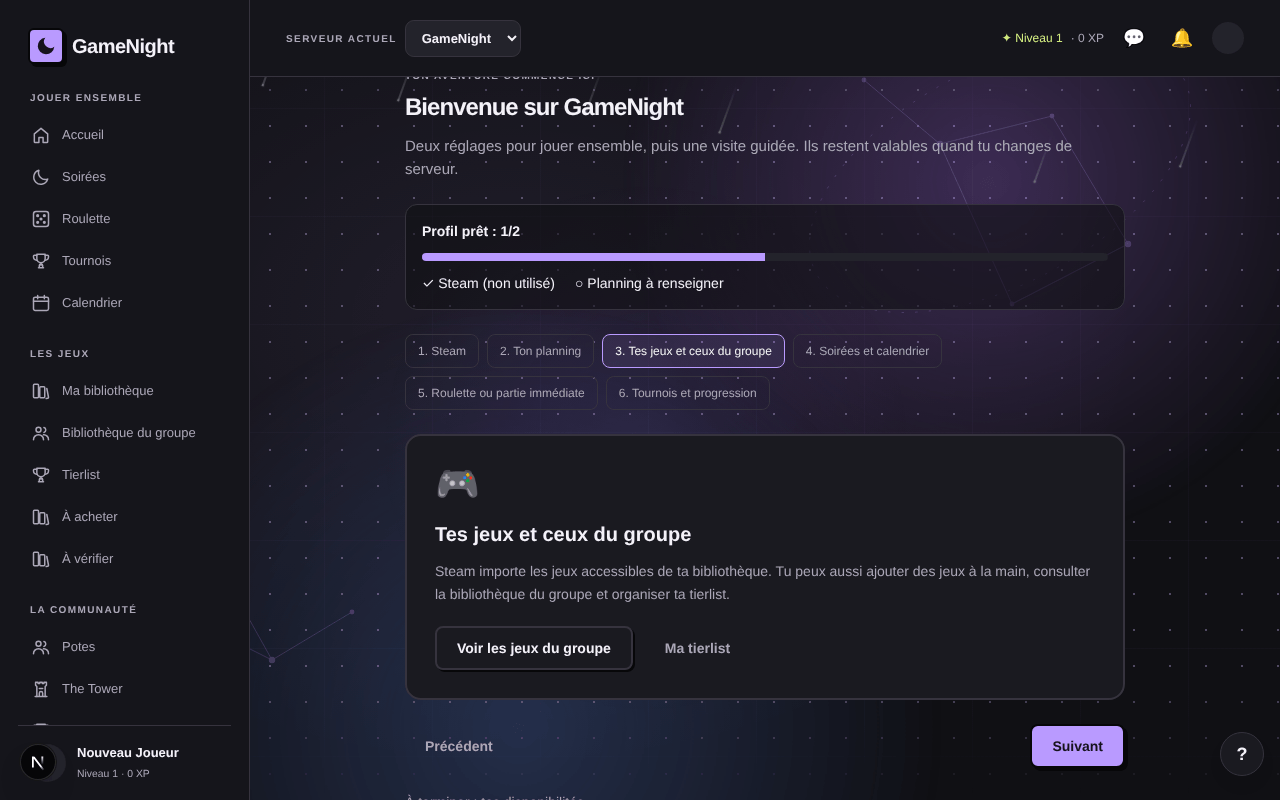 GameNight
JOUER ENSEMBLE
Accueil
Soirées
Roulette
Tournois
Calendrier
LES JEUX
Ma bibliothèque
Bibliothèque du groupe
Tierlist
À acheter
À vérifier
LA COMMUNAUTÉ
Potes
The Tower
N
Nouveau Joueur
Niveau 1 · 0 XP
SERVEUR ACTUEL
GameNight
✦ Niveau 1 · 0 XP
Bienvenue sur GameNight
Deux réglages pour jouer ensemble, puis une visite guidée. Ils restent valables quand tu changes de
serveur.
Profil prêt : 1/2
✓ Steam (non utilisé) ○ Planning à renseigner
1. Steam
2. Ton planning
3. Tes jeux et ceux du groupe
4. Soirées et calendrier
5. Roulette ou partie immédiate
6. Tournois et progression
Tes jeux et ceux du groupe
Steam importe les jeux accessibles de ta bibliothèque. Tu peux aussi ajouter des jeux à la main, consulter
la bibliothèque du groupe et organiser ta tierlist.
Voir les jeux du groupe
Ma tierlist
Précédent
Suivant
?